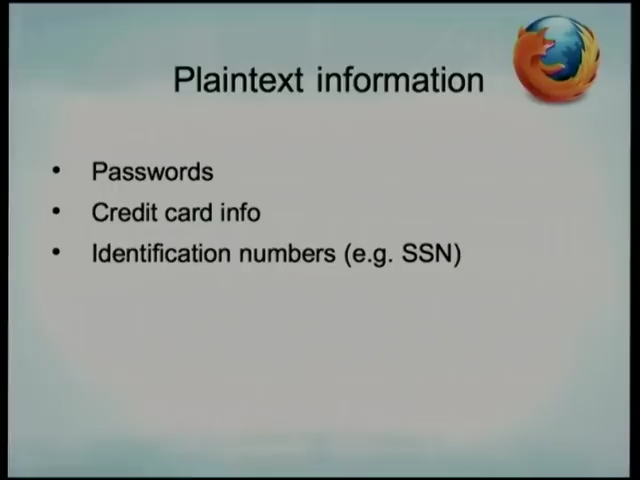 Plaintext information
• Passwords
• Credit card info
• Identification numbers (e.g. SSN)